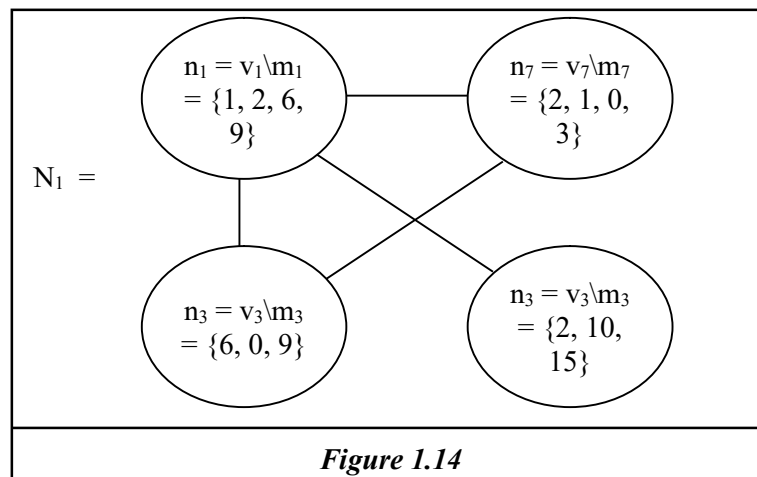 n₁ = v₁\m₁
= {1, 2, 6,
9}
n₇ = v₇\m₇
= {2, 1, 0,
3}
N₁ =
n₃ = v₃\m₃
= {6, 0, 9}
n₃ = v₃\m₃
= {2, 10,
15}
Figure 1.14